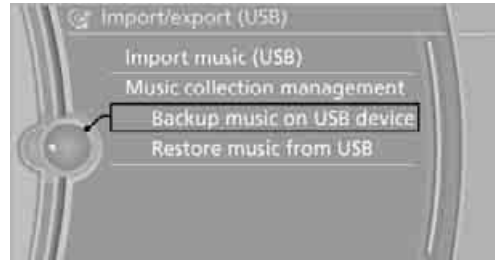 Import/export (USB)
Import music (USB)
Music collection management
Backup music on USB device
Restore music from USB